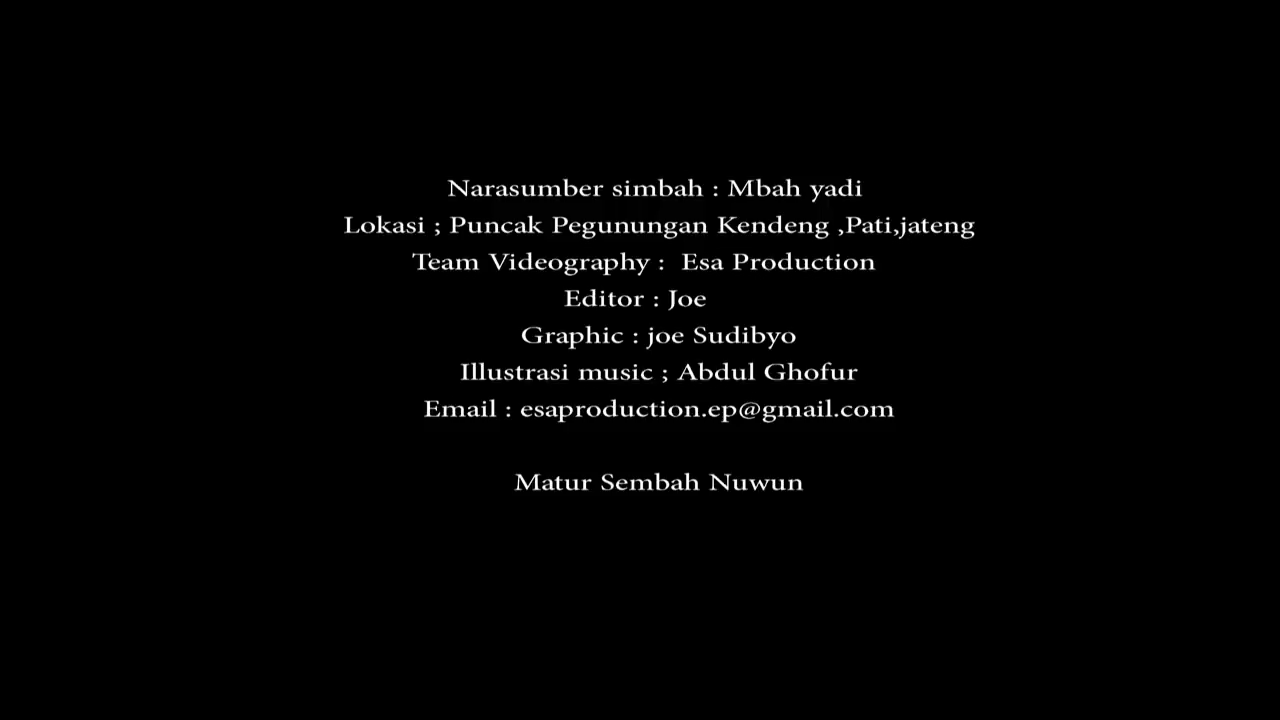 Narasumber simbah : Mbah yadi
Lokasi ; Puncak Pegunungan Kendeng ,Pati,jateng
Team Videography :  Esa Production
Editor : Joe
Graphic : joe Sudibyo
Illustrasi music ; Abdul Ghofur
Email : esaproduction.ep@gmail.com
Matur Sembah Nuwun